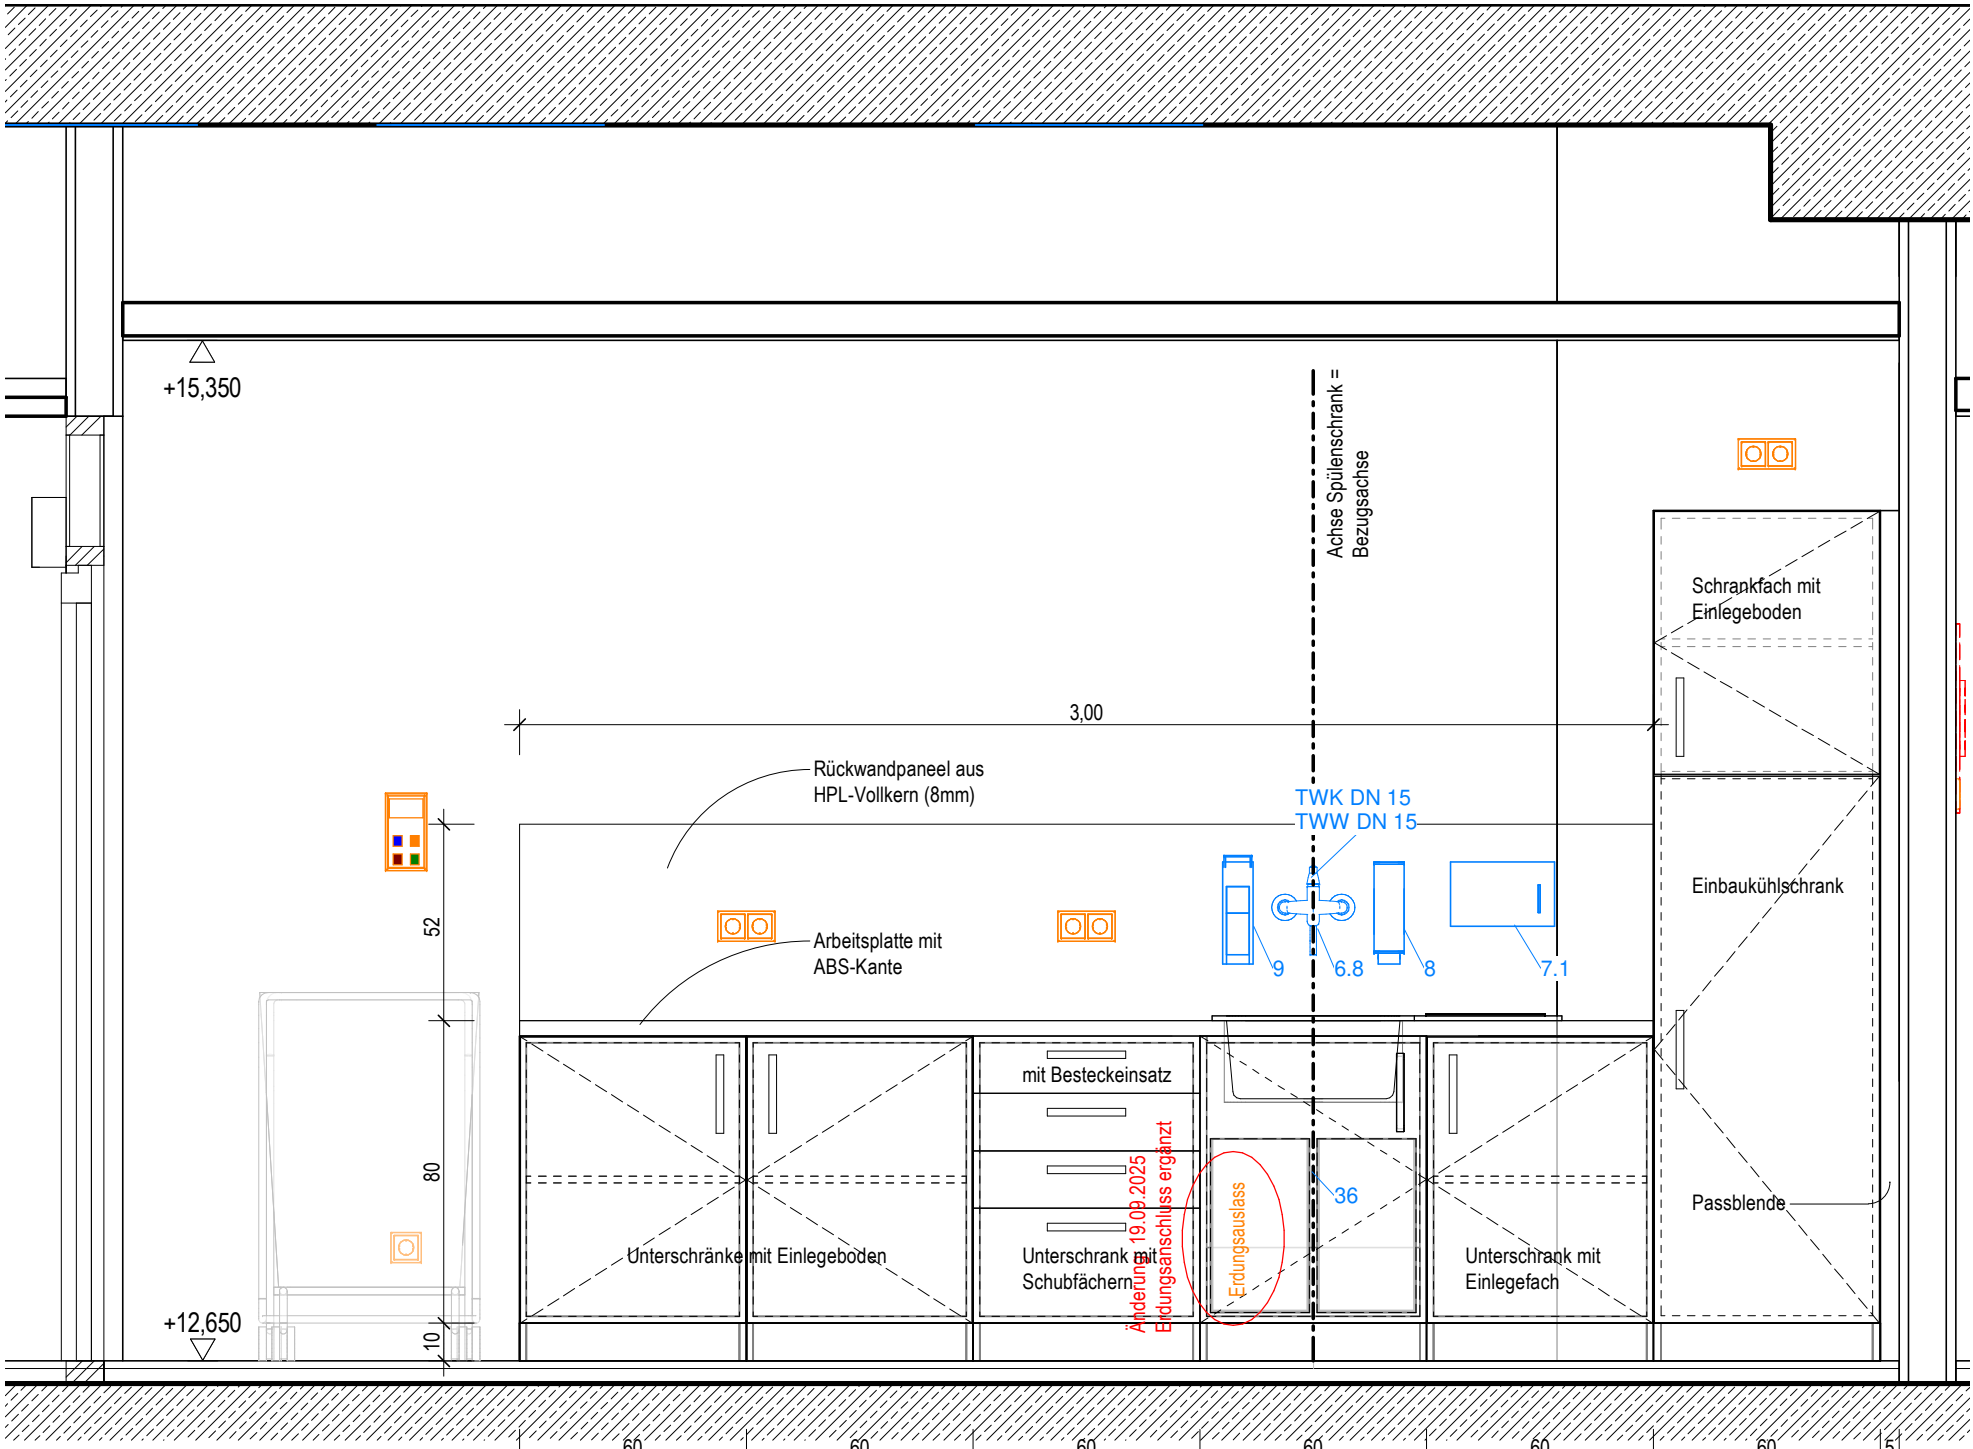 +15,350
Achse Spülenschrank =
Bezugsachse
Schrankfach mit
Einlegeboden
3,00
Rückwandpaneel aus
HPL-Vollkern (8mm)
TWK DN 15
TWW DN 15
Einbaukühlschrank
52
Arbeitsplatte mit
ABS-Kante
9
6.8
8
7.1
mit Besteckeinsatz
80
Änderung, 19.09.2025
Erdungsanschluss ergänzt
Erdungsauslass
36
Passblende
Unterschränke mit Einlegeboden
Unterschrank mit
Schubfächern
Unterschrank mit
Einlegefach
+12,650
10
60
60
60
60
60
60
5